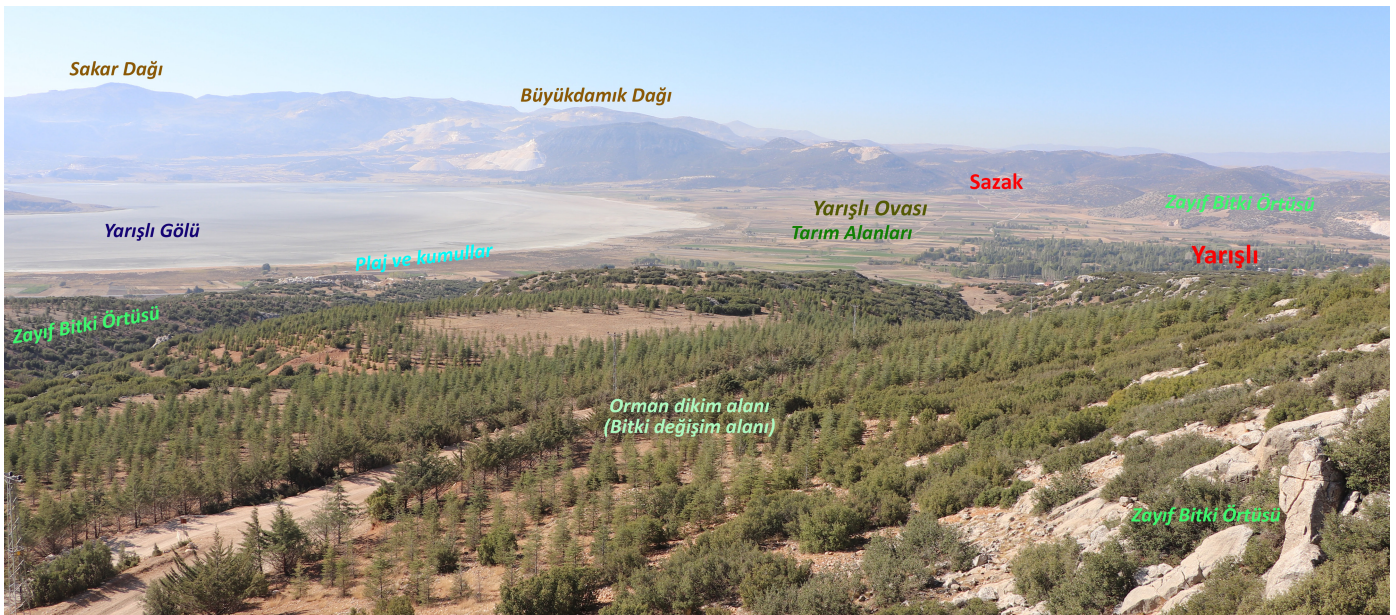 Sakar Dağı
Büyükdamık Dağı
Sazak
Zayıf Bitki Örtüsü
Yarışlı Ovası
Yarışlı Gölü
Tarım Alanları
Plaj ve kumullar
Yarışlı
Zayıf Bitki Örtüsü
Orman dikim alanı
(Bitki değişim alanı)
Zayıf Bitki Örtüsü